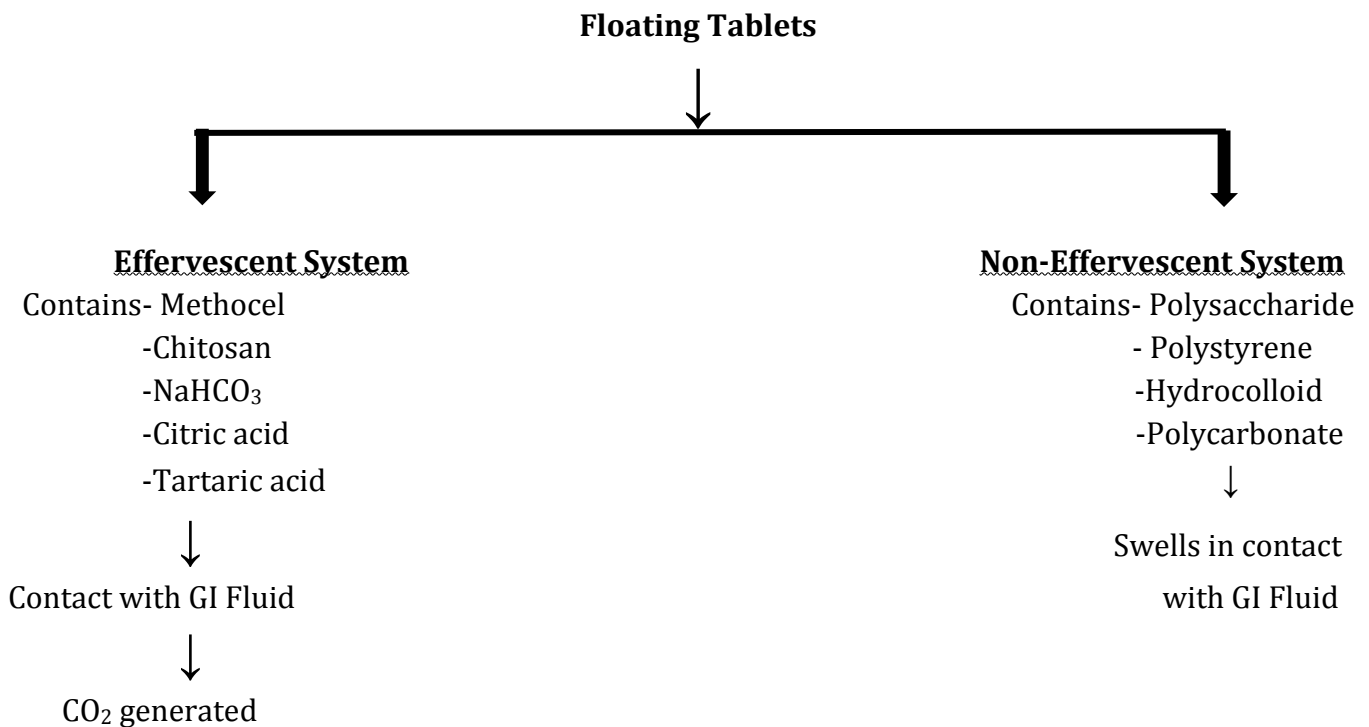 Floating Tablets
↓
Effervescent System
Contains- Methocel
-Chitosan
-NaHCO₃
-Citric acid
-Tartaric acid
↓
Contact with GI Fluid
↓
CO₂ generated
Non-Effervescent System
Contains- Polysaccharide
- Polystyrene
-Hydrocolloid
-Polycarbonate
↓
Swells in contact
with GI Fluid